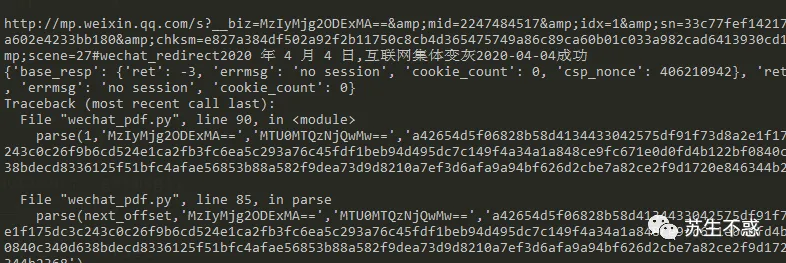 http://mp.weixin.qq.com/s?__biz=MzIyMjg2ODExMA==&amp;mid=2247484517&amp;idx=1&amp;sn=33c77fef14217
a602e4233bb180&amp;chksm=e827a384df502a92f2b11750c8cb4d365475749a86c89ca60b01c033a982cad6413930cd1
mp;scene=27#wechat_redirect2020 年 4 月 4 日,互联网集体变灰2020-04-04成功
{'base_resp': {'ret': -3, 'errmsg': 'no session', 'cookie_count': 0, 'csp_nonce': 406210942}, 'ret
, 'errmsg': 'no session', 'cookie_count': 0}
Traceback (most recent call last):
File "wechat_pdf.py", line 90, in <module>
parse(1,'MzIyMjg2ODExMA==','MTU0MTQzNjQwMw==','a42654d5f06828b58d4134433042575df91f73d8a2e1f17
243c0c26f9b6cd524e1ca2fb3fc6ea5c293a76c45fdf1beb94d495dc7c149f4a34a1a848ce9fc671e0d0fd4b122bf0840c
38bdecd8336125f51bfc4afae56853b88a582f9dea73d9d8210a7ef3d6afa9a94bf626d2cbe7a82ce2f9d1720e846344b2
File "wechat_pdf.py", line 85, in parse
parse(next_offset,'MzIyMjg2ODExMA==','MTU0MTQzNjQwMw==','a42654d5f06828b58d4134433042575df91f7
e1f175dc3c243c0c26f9b6cd524e1ca2fb3fc6ea5c293a76c45fdf1beb94d495dc7c149f4a34a1a84
0840c340d638bdecd8336125f51bfc4afae56853b88a582f9dea73d9d8210a7ef3d6afa9a94bf626d2cbe7a82ce2f9d17
苏生不惑